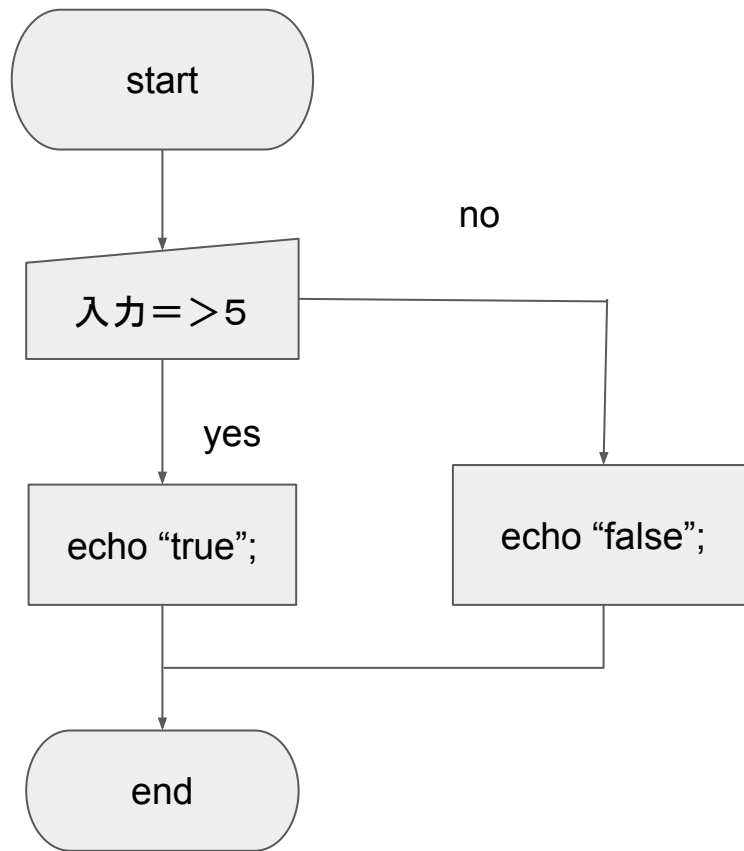 start
no
入力＝＞５
yes
echo “true”;
echo “false”;
end